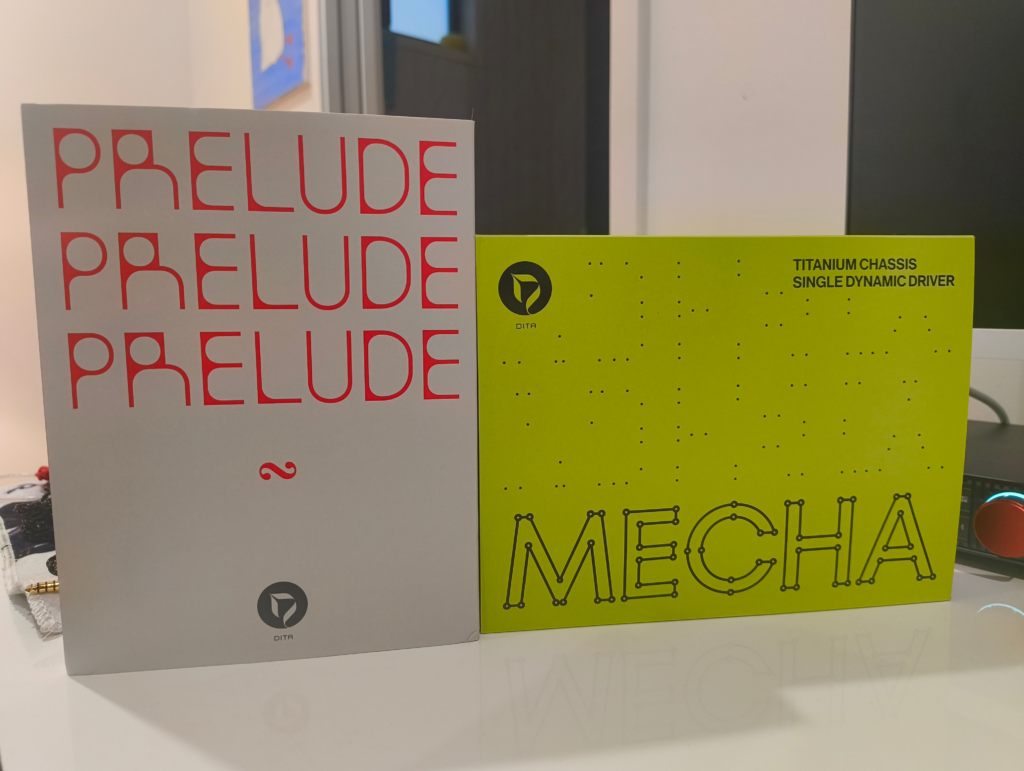 PRELUDE
PRELUDE
PRELUDE
DITA
DITA
TITANIUM CHASSIS
SINGLE DYNAMIC DRIVER
MECHA